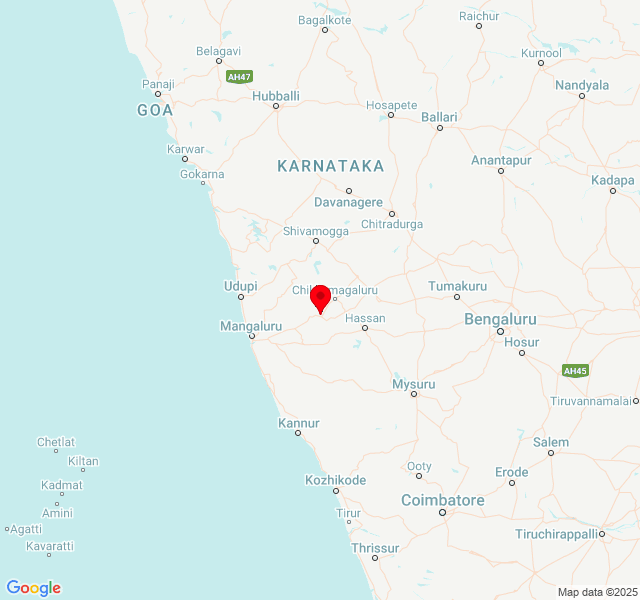 Bagalkote
Raichur
Belagavi
Kurnool
AH47
Panaji
Nandyala
Hubballi
GOA
Hosapete
Ballari
Karwar
KARNATAKA
Anantapur
Gokarna
Kadapa
Davanagere
Chitradurga
Shivamogga
Udupi
Chik magaluru
Tumakuru
Mangaluru
Hassan
Bengaluru
Hosur
AH45
Mysuru
Tiruvannamalai
Kannur
Chetlat
Salem
Kiltan
Ooty
Erode
Kadmat
Kozhikode
Coimbatore
Amini
Tirur
Agatti
Tiruchirappalli
Kavaratti
Thrissur
Google
Map data ©2025